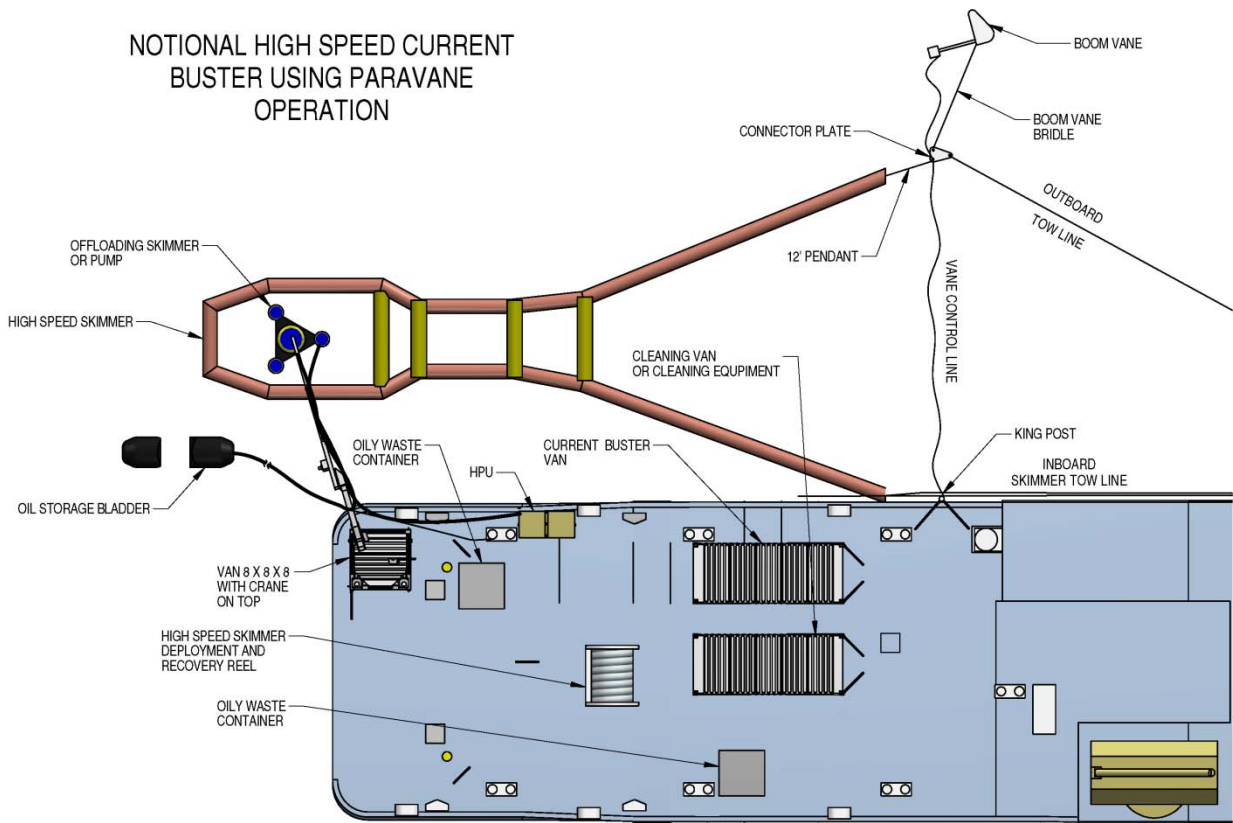 NOTIONAL HIGH SPEED CURRENT
BUSTER USING PARAVANE
OPERATION
BOOM VANE
BOOM VANE
BRIDLE
CONNECTOR PLATE
OUTBOARD
TOW LINE
12' PENDANT
VANE CONTROL LINE
OFFLOADING SKIMMER
OR PUMP
HIGH SPEED SKIMMER
CLEANING VAN
OR CLEANING EQUPIMENT
KING POST
INBOARD
SKIMMER TOW LINE
OILY WASTE
CONTAINER
HPU
CURRENT BUSTER
VAN
OIL STORAGE BLADDER
VAN 8 X 8 X 8
WITH CRANE
ON TOP
HIGH SPEED SKIMMER
DEPLOYMENT AND
RECOVERY REEL
OILY WASTE
CONTAINER